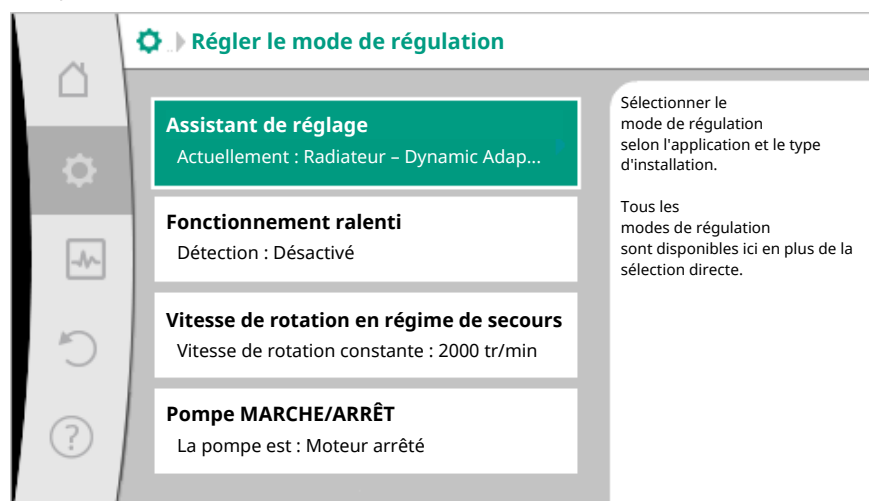 Régler le mode de régulation
Assistant de réglage
Actuellement : Radiateur – Dynamic Adap...
Fonctionnement ralenti
Détection : Désactivé
Vitesse de rotation en régime de secours
Vitesse de rotation constante : 2000 tr/min
Pompe MARCHE/ARRÊT
La pompe est : Moteur arrêté
Sélectionner le
mode de régulation
selon l'application et le type
d'installation.
Tous les
modes de régulation
sont disponibles ici en plus de la
sélection directe.